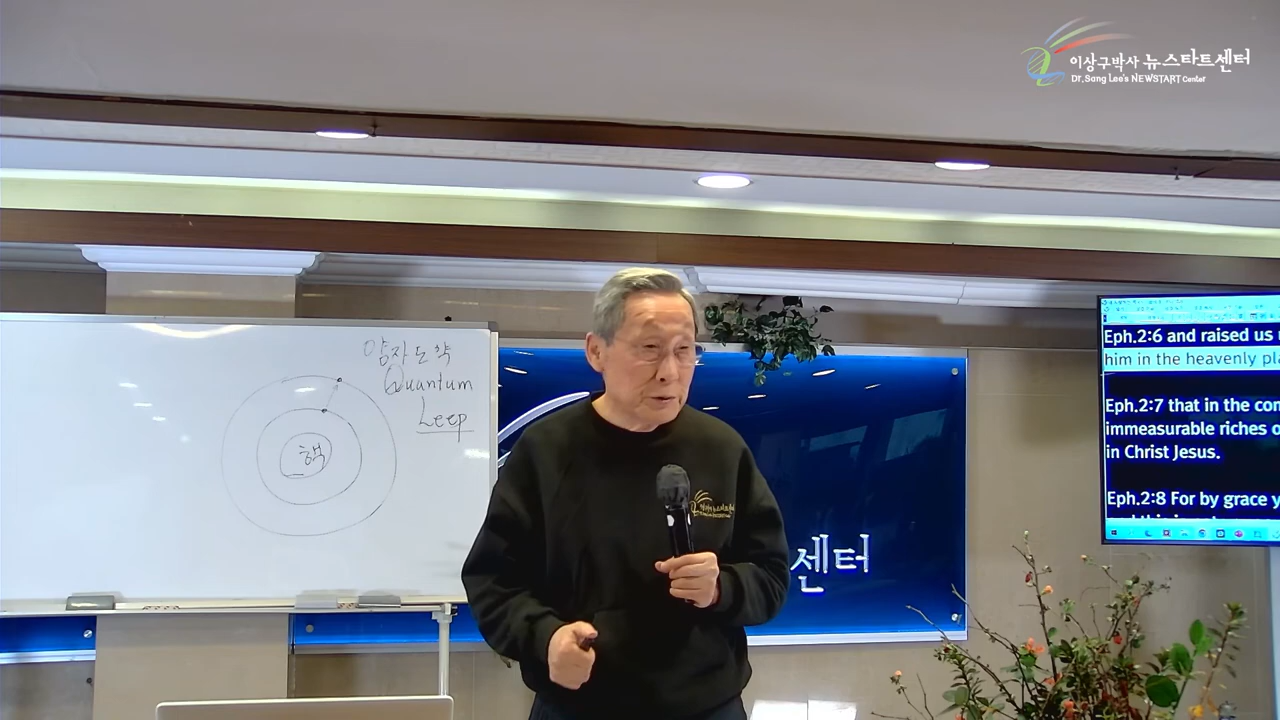 이상구박사 뉴스타트센터
Dr. Sang Lee's NEWSTART Center
양자도약
Quantum
Leep
핵
Eph.2:6 and raised us
him in the heavenly pla
Eph.2:7 that in the com
immeasurable riches o
in Christ Jesus.
Eph.2:8 For by grace y
센터